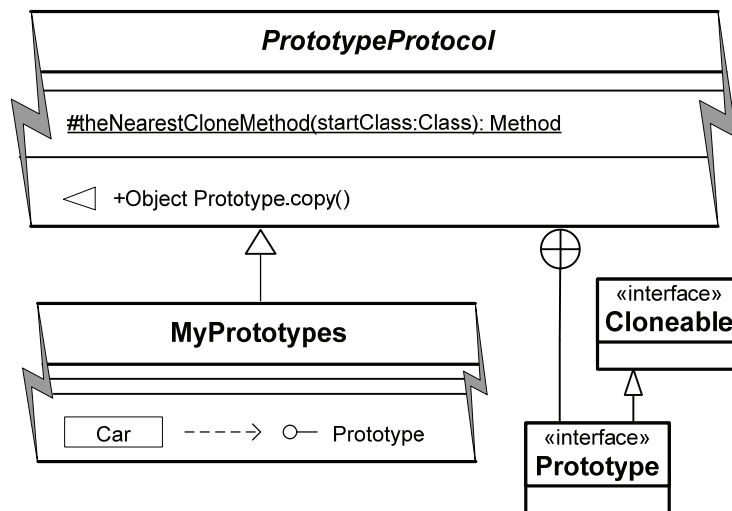 PrototypeProtocol
#theNearestCloneMethod(startClass:Class): Method
+Object Prototype.copy()
MyPrototypes
Car
Prototype
«interface»
Cloneable
«interface»
Prototype